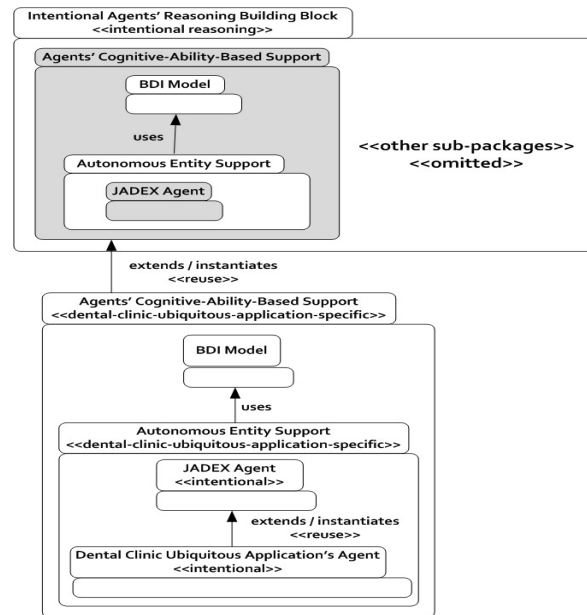 Intentional Agents' Reasoning Building Block
<<intentional reasoning>>
Agents' Cognitive-Ability-Based Support
BDI Model
uses
<<other sub-packages>>
<<omitted>>
Autonomous Entity Support
JADEX Agent
extends / instantiates
<<reuse>>
Agents' Cognitive-Ability-Based Support
<<dental-clinic-ubiquitous-application-specific>>
BDI Model
uses
Autonomous Entity Support
<<dental-clinic-ubiquitous-application-specific>>
JADEX Agent
<<intentional>>
extends / instantiates
<<reuse>>
Dental Clinic Ubiquitous Application's Agent
<<intentional>>